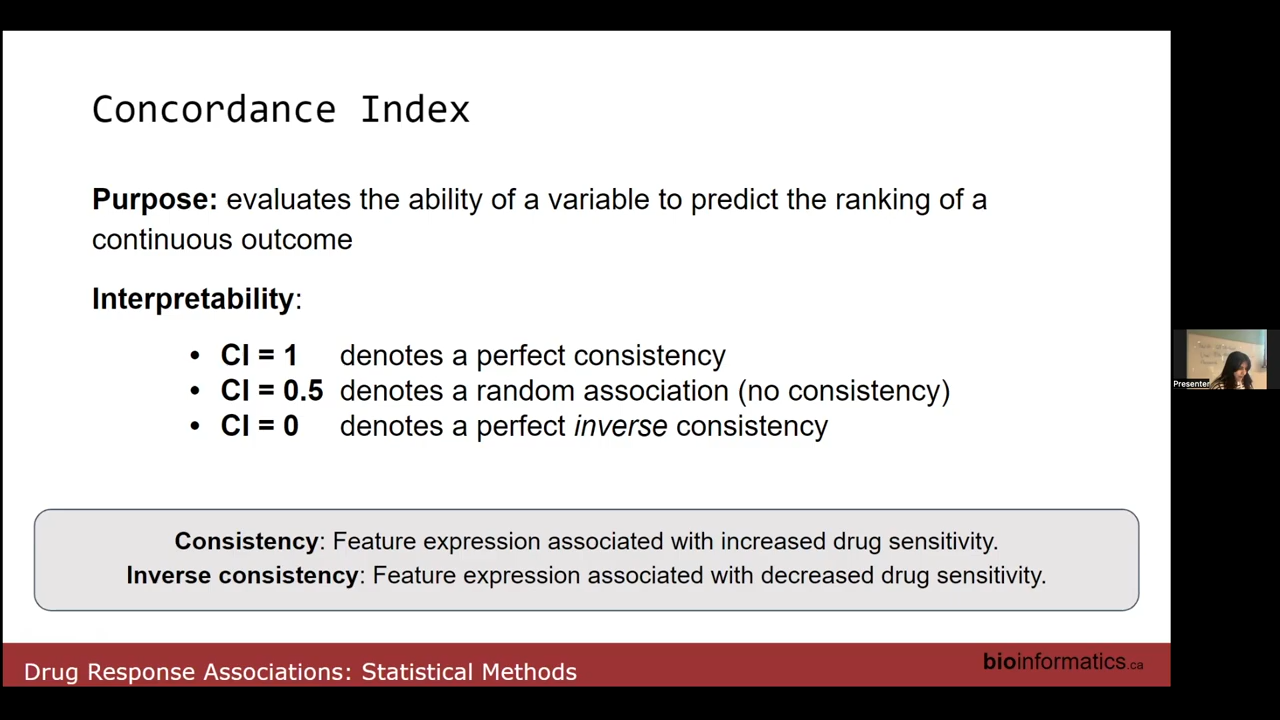 Concordance Index
Purpose: evaluates the ability of a variable to predict the ranking of a
continuous outcome
Interpretability:
• CI = 1 denotes a perfect consistency
• CI = 0.5 denotes a random association (no consistency)
• CI = 0 denotes a perfect inverse consistency
Consistency: Feature expression associated with increased drug sensitivity.
Inverse consistency: Feature expression associated with decreased drug sensitivity.
Drug Response Associations: Statistical Methods
bioinformatics.ca
Presenter